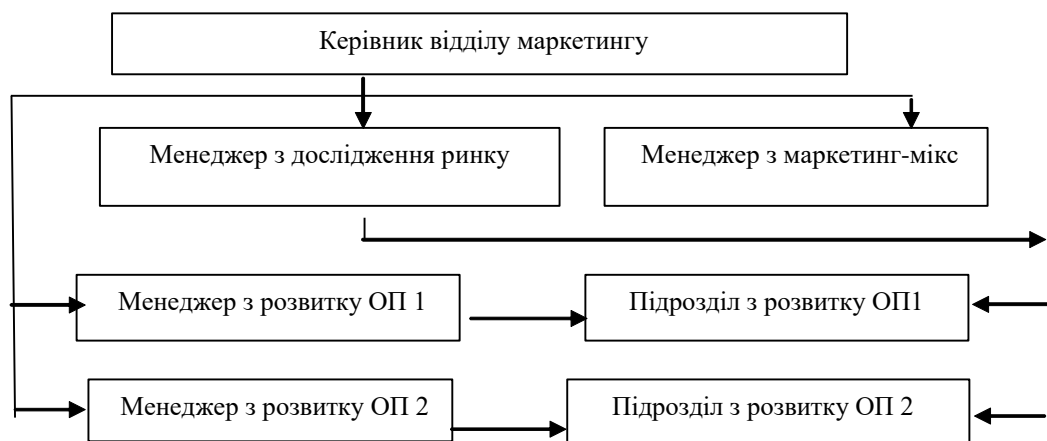 Керівник відділу маркетингу
Менеджер з дослідження ринку
Менеджер з маркетинг-мікс
Менеджер з розвитку ОП 1
Підрозділ з розвитку ОП1
Менеджер з розвитку ОП 2
Підрозділ з розвитку ОП 2